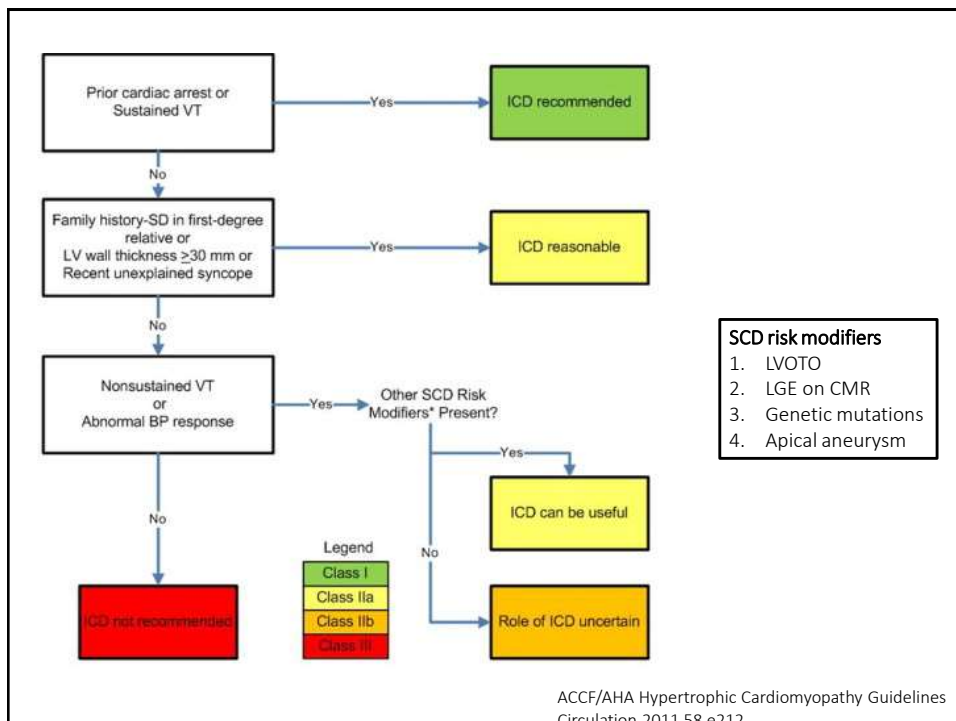 Prior cardiac arrest or
Sustained VT
Yes
ICD recommended
No
Family history-SD in first-degree
relative or
LV wall thickness ≥30 mm or
Recent unexplained syncope
Yes
ICD reasonable
No
Nonsustained VT
or
Abnormal BP response
Yes
Other SCD Risk
Modifiers* Present?
Yes
ICD can be useful
No
Role of ICD uncertain
No
ICD not recommended
Legend
Class I
Class IIa
Class IIb
Class III
SCD risk modifiers
1. LVOTO
2. LGE on CMR
3. Genetic mutations
4. Apical aneurysm
ACCF/AHA Hypertrophic Cardiomyopathy Guidelines
Circulation 2011 58 e212